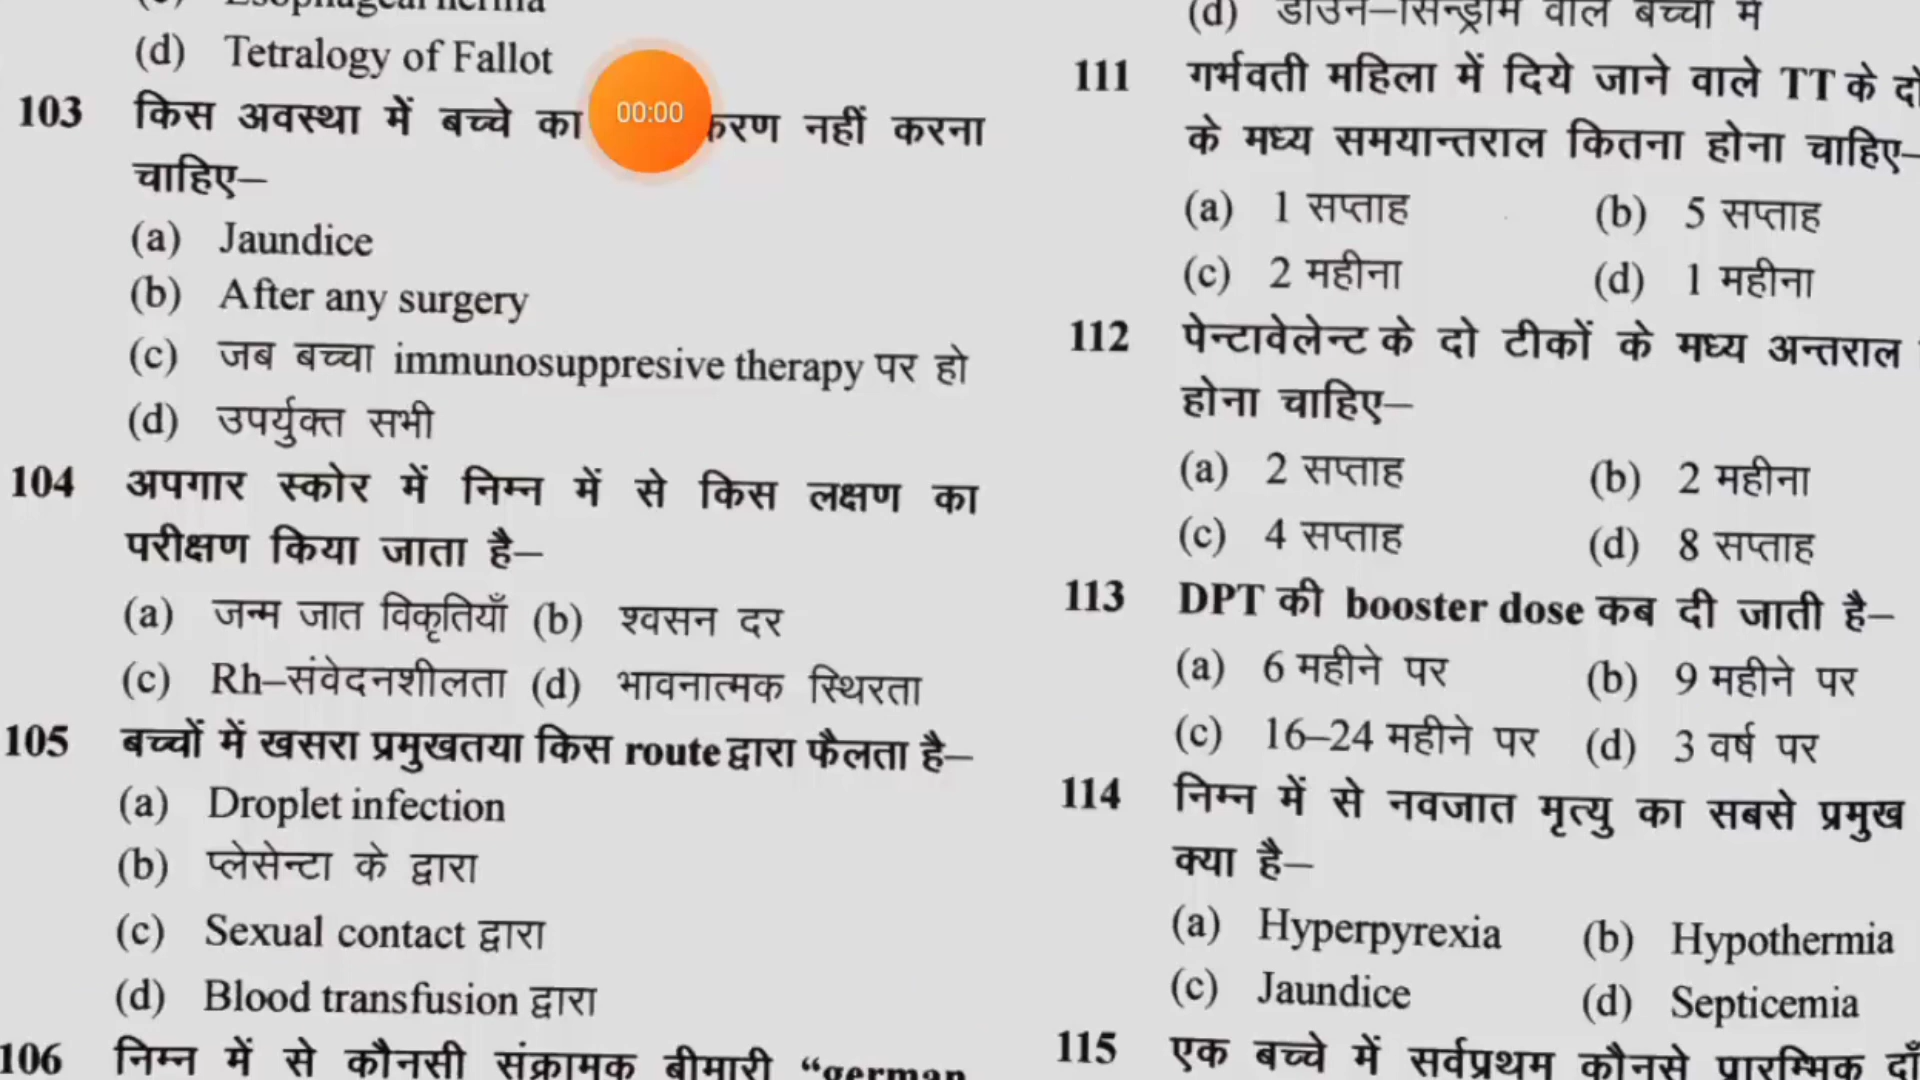 (d) Tetralogy of Fallot
103 किस अवस्था में बच्चे का 00:00 करण नहीं करना
चाहिए–
(a) Jaundice
(b) After any surgery
(c) जब बच्चा immunosuppresive therapy पर हो
(d) उपर्युक्त सभी
104 अपगार स्कोर में निम्न में से किस लक्षण का
परीक्षण किया जाता है–
(a) जन्म जात विकृतियाँ (b) श्वसन दर
(c) Rh–संवेदनशीलता (d) भावनात्मक स्थिरता
105 बच्चों में खसरा प्रमुखतया किस route द्वारा फैलता है–
(a) Droplet infection
(b) प्लेसेन्टा के द्वारा
(c) Sexual contact द्वारा
(d) Blood transfusion द्वारा
106 निम्न में से कौनसी संक्रामक बीमारी “german
(d) डाउन–सिन्ड्रोम वाले बच्चों में
111 गर्भवती महिला में दिये जाने वाले TT के दो
के मध्य समयान्तराल कितना होना चाहिए–
(a) 1 सप्ताह (b) 5 सप्ताह
(c) 2 महीना (d) 1 महीना
112 पेन्टावेलेन्ट के दो टीकों के मध्य अन्तराल
होना चाहिए–
(a) 2 सप्ताह (b) 2 महीना
(c) 4 सप्ताह (d) 8 सप्ताह
113 DPT की booster dose कब दी जाती है–
(a) 6 महीने पर (b) 9 महीने पर
(c) 16–24 महीने पर (d) 3 वर्ष पर
114 निम्न में से नवजात मृत्यु का सबसे प्रमुख
क्या है–
(a) Hyperpyrexia (b) Hypothermia
(c) Jaundice (d) Septicemia
115 एक बच्चे में सर्वप्रथम कौनसे प्रारम्भिक